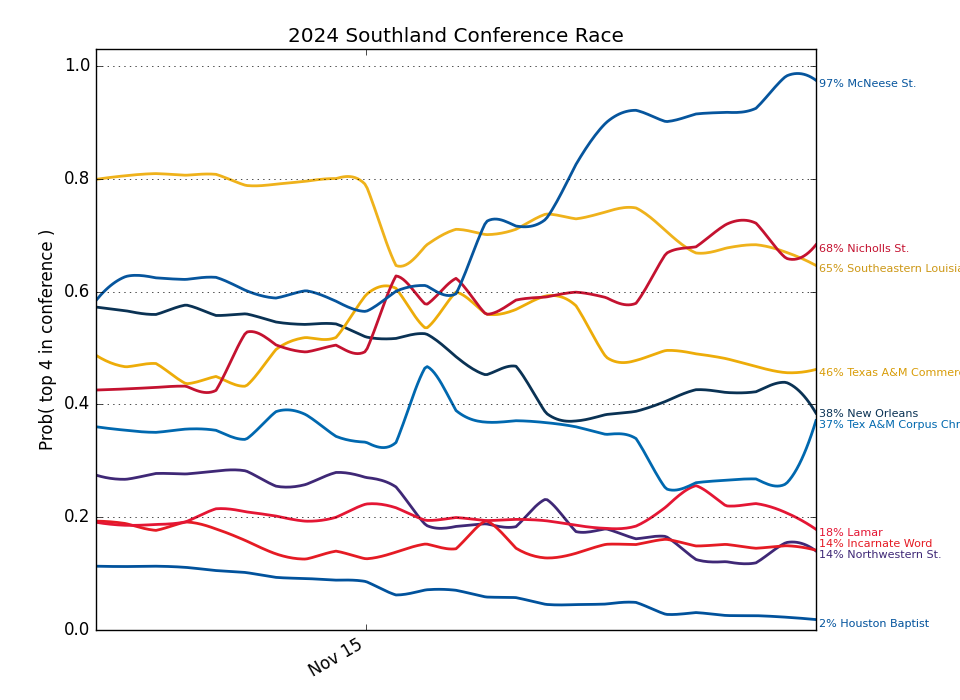 2024 Southland Conference Race
Prob( top 4 in conference )
1.0
0.8
0.6
0.4
0.2
0.0
Nov 15
97% McNeese St.
68% Nicholls St.
65% Southeastern Louisia
46% Texas A&M Commerc
38% New Orleans
37% Tex A&M Corpus Chr
18% Lamar
14% Incarnate Word
14% Northwestern St.
2% Houston Baptist